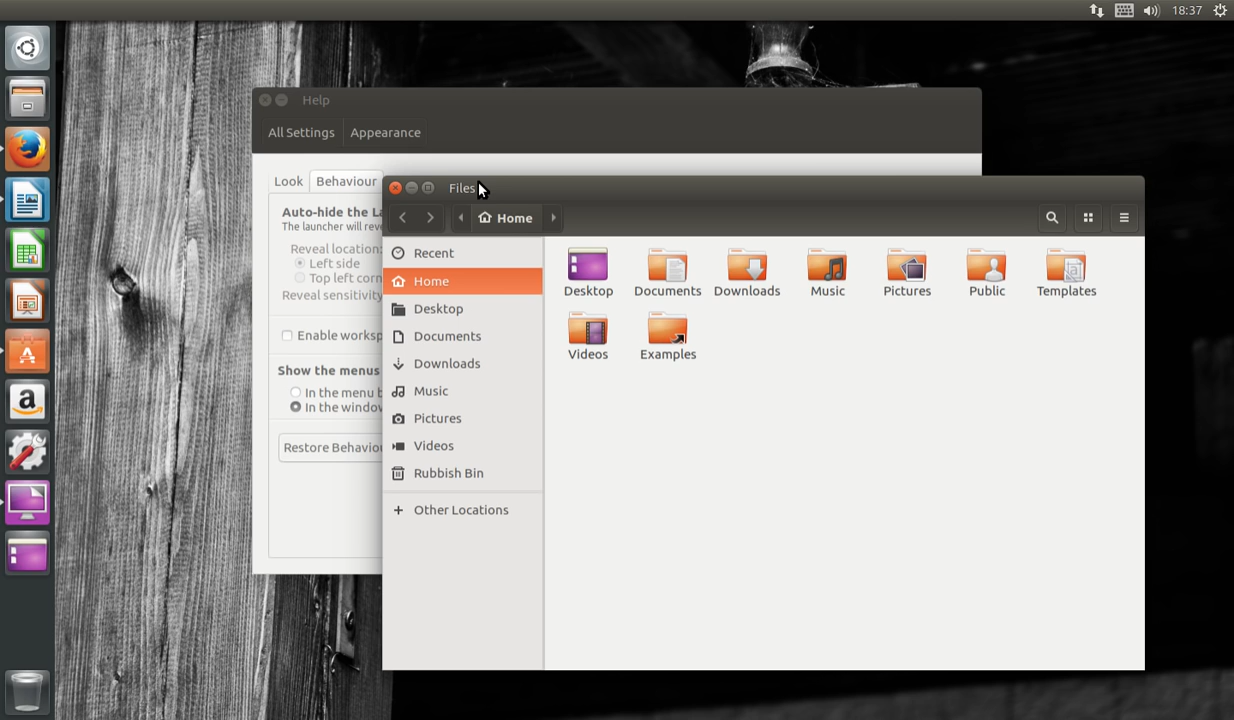 18:37
Help
All Settings Appearance
Look Behaviour
Auto-hide the La
The launcher will reve
Reveal location:
Left side
Top left corn
Reveal sensitivity
Enable worksp
Show the menus
In the menu b
In the window
Restore Behaviou
Files
Home
Recent
Home
Desktop
Documents
Downloads
Music
Pictures
Videos
Rubbish Bin
+ Other Locations
Desktop Documents Downloads Music Pictures Public Templates
Videos Examples
a